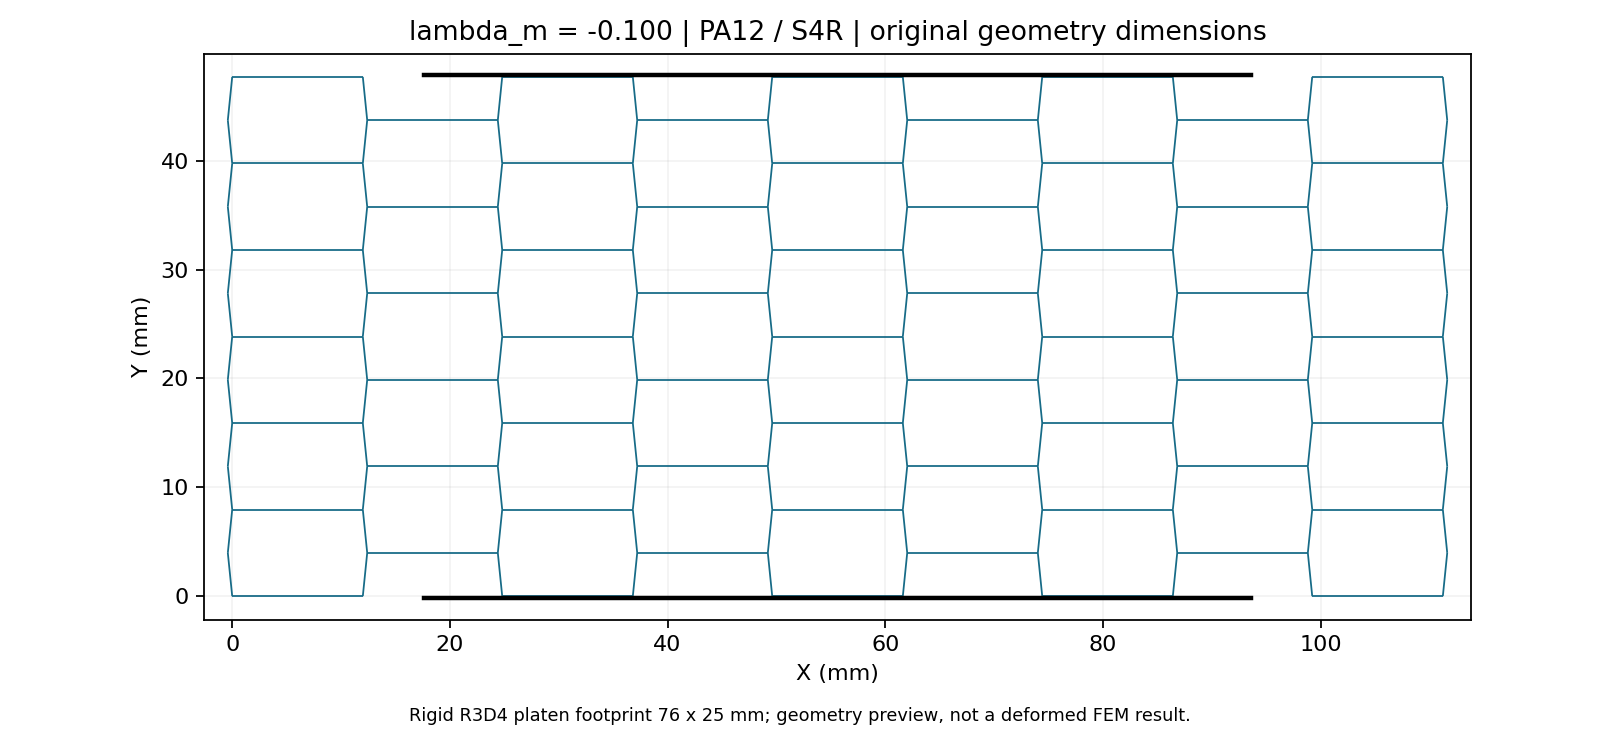 lambda_m = -0.100 | PA12 / S4R | original geometry dimensions
40
30
20
10
0
Y (mm)
0 20 40 60 80 100
X (mm)
Rigid R3D4 platen footprint 76 x 25 mm; geometry preview, not a deformed FEM result.